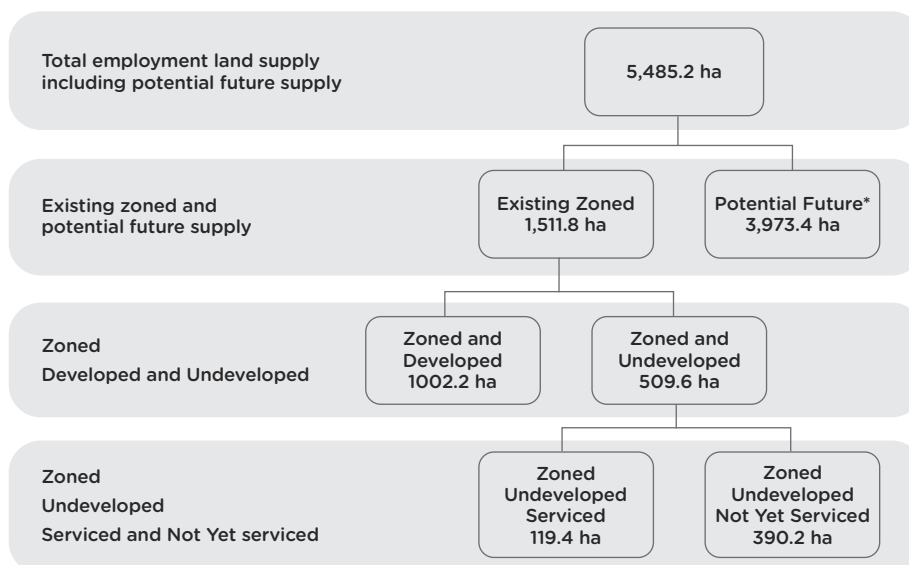 Total employment land supply
including potential future supply
5,485.2 ha
Existing zoned and
potential future supply
Existing Zoned
1,511.8 ha
Potential Future*
3,973.4 ha
Zoned
Developed and Undeveloped
Zoned and
Developed
1002.2 ha
Zoned and
Undeveloped
509.6 ha
Zoned
Undeveloped
Serviced and Not Yet serviced
Zoned
Undeveloped
Serviced
119.4 ha
Zoned
Undeveloped
Not Yet Serviced
390.2 ha